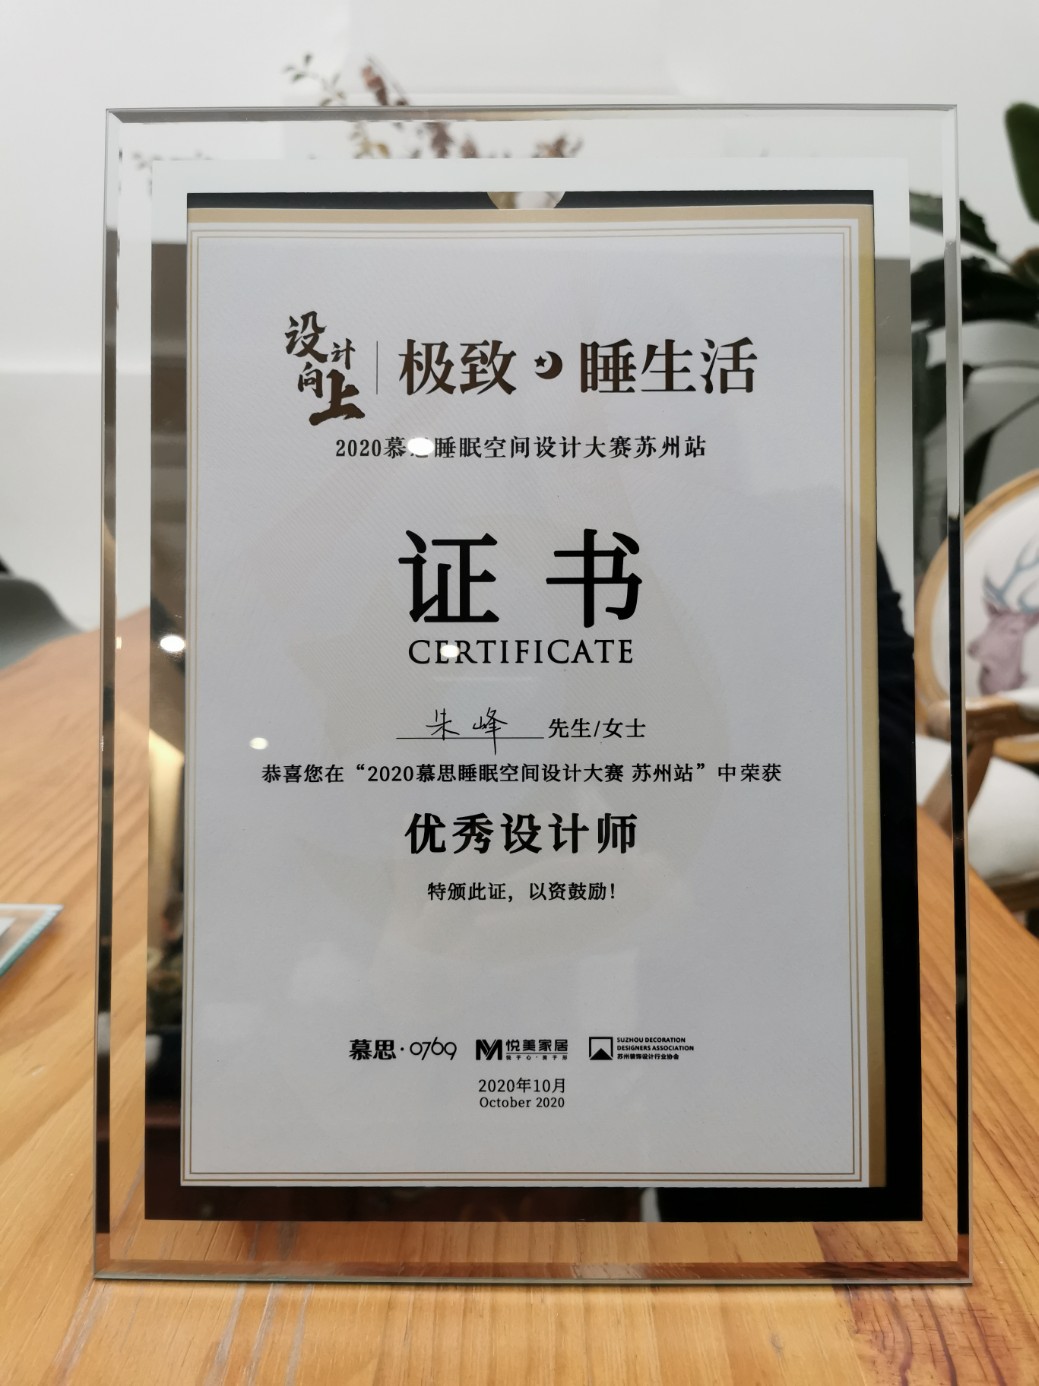 设计向上
极致 睡生活
2020慕思睡眠空间设计大赛苏州站
证书
CERTIFICATE
朱峰 先生/女士
恭喜您在“2020慕思睡眠空间设计大赛 苏州站”中荣获
优秀设计师
特颁此证，以资鼓励！
慕思·0769
悦美家居
SUZHOU DECORATION
DESIGNERS ASSOCIATION
苏州装饰设计行业协会
2020年10月
October 2020